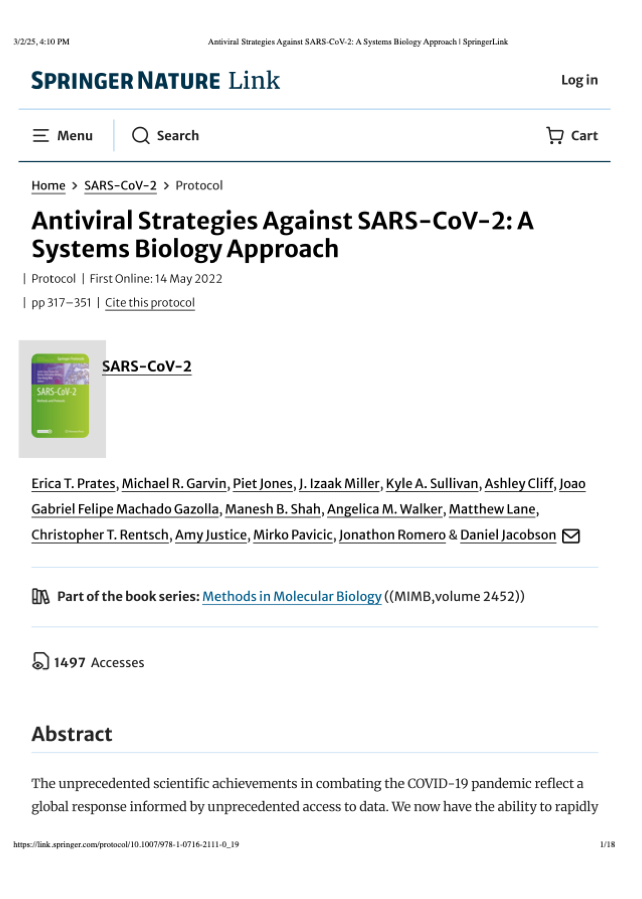 3/2/25, 4:10 PM Antiviral Strategies Against SARS-CoV-2: A Systems Biology Approach | SpringerLink
SPRINGER NATURE Link
Log in
Menu
Search
Cart
Home > SARS-CoV-2 > Protocol
Antiviral Strategies Against SARS-CoV-2: A
Systems Biology Approach
| Protocol | First Online: 14 May 2022
| pp 317–351 | Cite this protocol
SARS-CoV-2
SARS-CoV-2
Erica T. Prates, Michael R. Garvin, Piet Jones, J. Izaak Miller, Kyle A. Sullivan, Ashley Cliff, Joao
Gabriel Felipe Machado Gazolla, Manesh B. Shah, Angelica M. Walker, Matthew Lane,
Christopher T. Rentsch, Amy Justice, Mirko Pavicic, Jonathon Romero & Daniel Jacobson
Part of the book series: Methods in Molecular Biology ((MIMB,volume 2452))
1497 Accesses
Abstract
The unprecedented scientific achievements in combating the COVID-19 pandemic reflect a
global response informed by unprecedented access to data. We now have the ability to rapidly
https://link.springer.com/protocol/10.1007/978-1-0716-2111-0_19 1/18